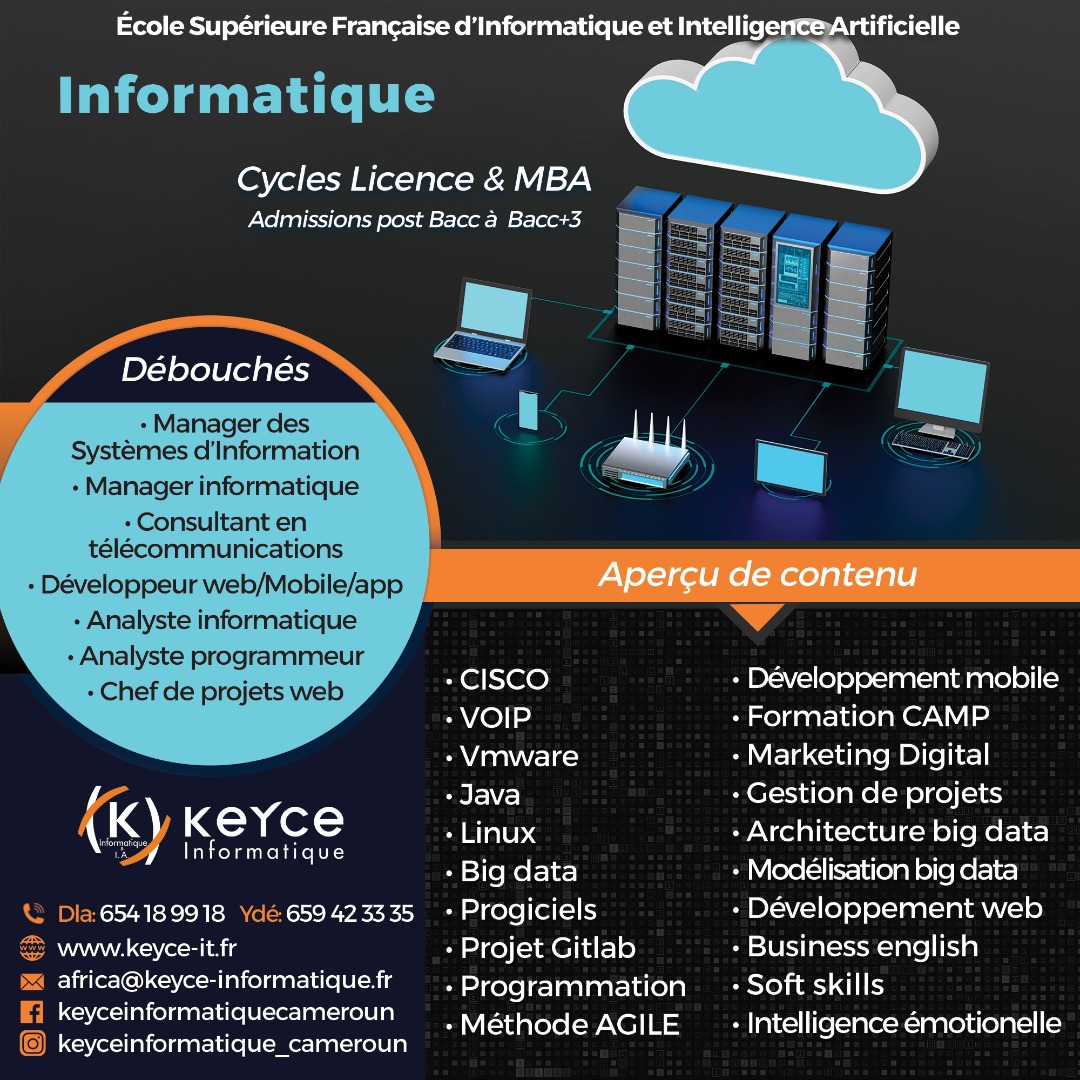 École Supérieure Française d'Informatique et Intelligence Artificielle
Informatique
Cycles Licence & MBA
Admissions post Bacc à Bacc+3
Débouchés
• Manager des
Systèmes d'Information
• Manager informatique
• Consultant en
télécommunications
• Développeur web/Mobile/app
• Analyste informatique
• Analyste programmeur
• Chef de projets web
Aperçu de contenu
• CISCO
• VOIP
• Vmware
• Java
• Linux
• Big data
• Progiciels
• Projet Gitlab
• Programmation
• Méthode AGILE
• Développement mobile
• Formation CAMP
• Marketing Digital
• Gestion de projets
• Architecture big data
• Modélisation big data
• Développement web
• Business english
• Soft skills
• Intelligence émotionelle
(K)
Informatique
&
I.A
KEYCE
Informatique
Dla: 654 18 99 18 Ydé: 659 42 33 35
www.keyce-it.fr
africa@keyce-informatique.fr
keyceinformatiquecameroun
keyceinformatique_cameroun